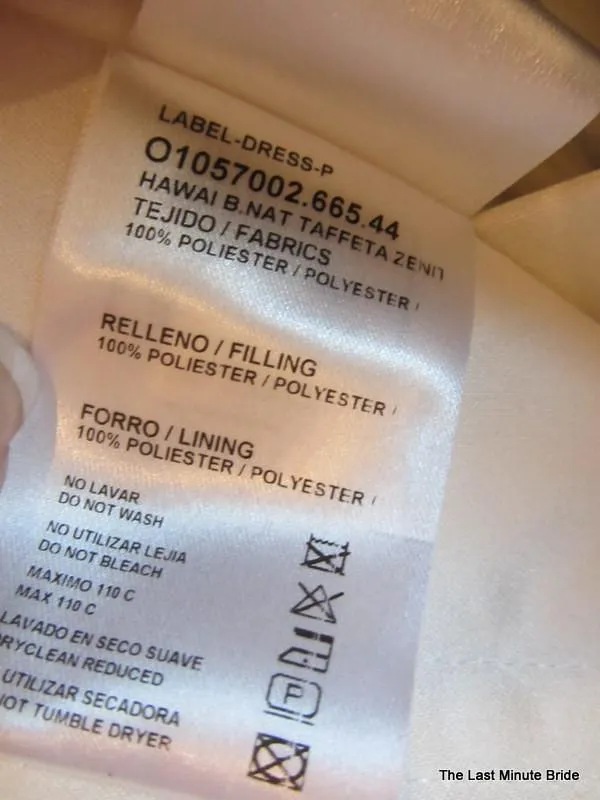 LABEL-DRESS-P
O1057002.665.44
HAWAI B.NAT TAFFETA ZENIT
TEJIDO / FABRICS
100% POLIESTER / POLYESTER /
RELLENO / FILLING
100% POLIESTER / POLYESTER /
FORRO / LINING
100% POLIESTER / POLYESTER /
NO LAVAR
DO NOT WASH
NO UTILIZAR LEJIA
DO NOT BLEACH
MAXIMO 110 C
MAX 110 C
LAVADO EN SECO SUAVE
RYCLEAN REDUCED
UTILIZAR SECADORA
OT TUMBLE DRYER
P
The Last Minute Bride